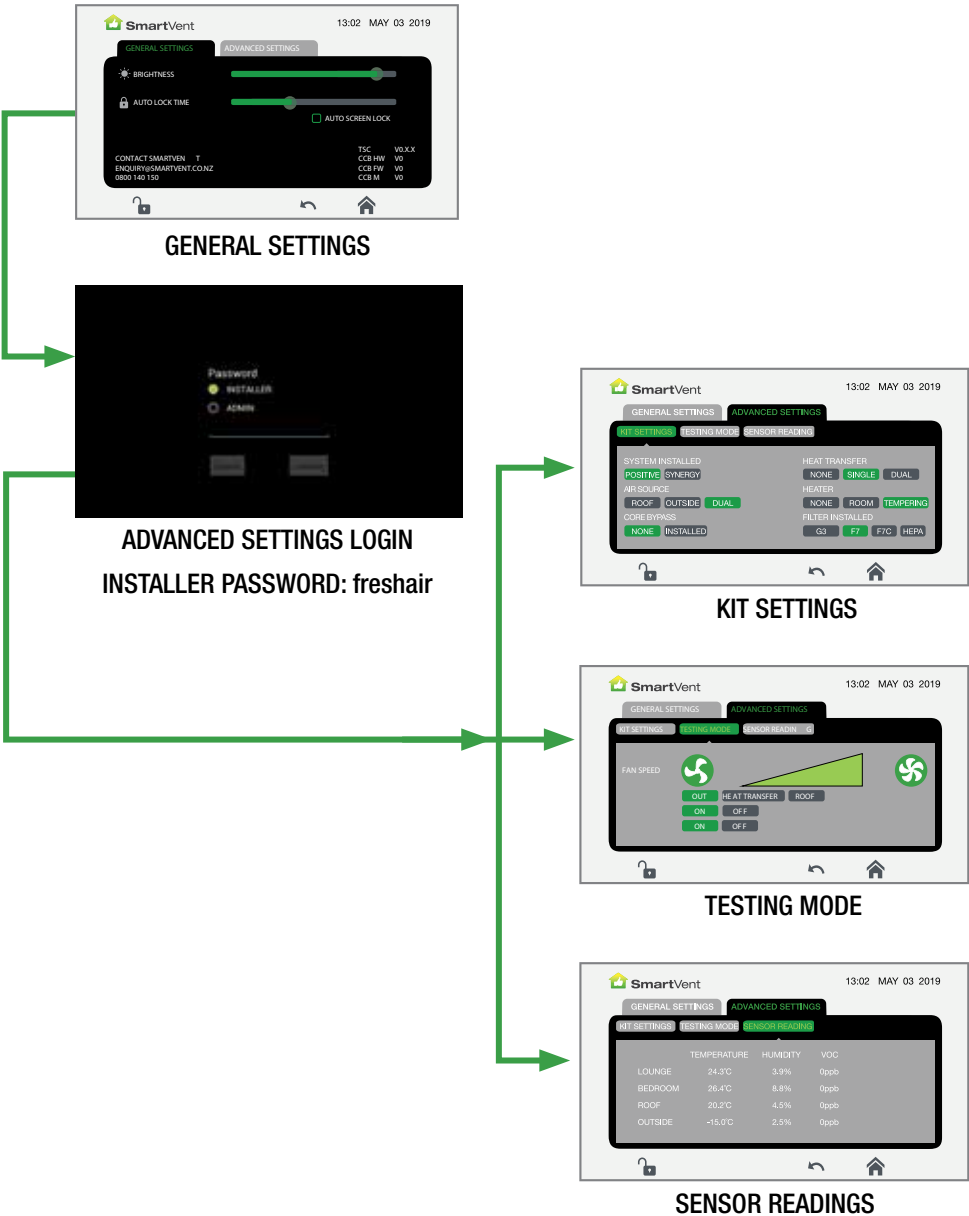 SmartVent 13:02 MAY 03 2019
GENERAL SETTINGS ADVANCED SETTINGS
BRIGHTNESS
AUTO LOCK TIME
AUTO SCREEN LOCK
TSC V0.X.X
CONTACT SMARTVEN T CCB HW V0
ENQUIRY@SMARTVENT.CO.NZ CCB FW V0
0800 140 150 CCB M V0
GENERAL SETTINGS
Password
INSTALLER
ADMIN
ADVANCED SETTINGS LOGIN
INSTALLER PASSWORD: freshair
SmartVent 13:02 MAY 03 2019
GENERAL SETTINGS ADVANCED SETTINGS
KIT SETTINGS TESTING MODE SENSOR READING
SYSTEM INSTALLED HEAT TRANSFER
POSITIVE SYNERGY NONE SINGLE DUAL
AIR SOURCE HEATER
ROOF OUTSIDE DUAL NONE ROOM TEMPERING
CORE BYPASS FILTER INSTALLED
NONE INSTALLED G3 F7 F7C HEPA
KIT SETTINGS
SmartVent 13:02 MAY 03 2019
GENERAL SETTINGS ADVANCED SETTINGS
KIT SETTINGS TESTING MODE SENSOR READIN G
FAN SPEED
OUT HE AT TRANSFER ROOF
ON OF F
ON OF F
TESTING MODE
SmartVent 13:02 MAY 03 2019
GENERAL SETTINGS ADVANCED SETTINGS
KIT SETTINGS TESTING MODE SENSOR READING
TEMPERATURE HUMIDITY VOC
LOUNGE 24.3°C 3.9% 0ppb
BEDROOM 26.4°C 8.8% 0ppb
ROOF 20.2°C 4.5% 0ppb
OUTSIDE -15.0°C 2.5% 0ppb
SENSOR READINGS